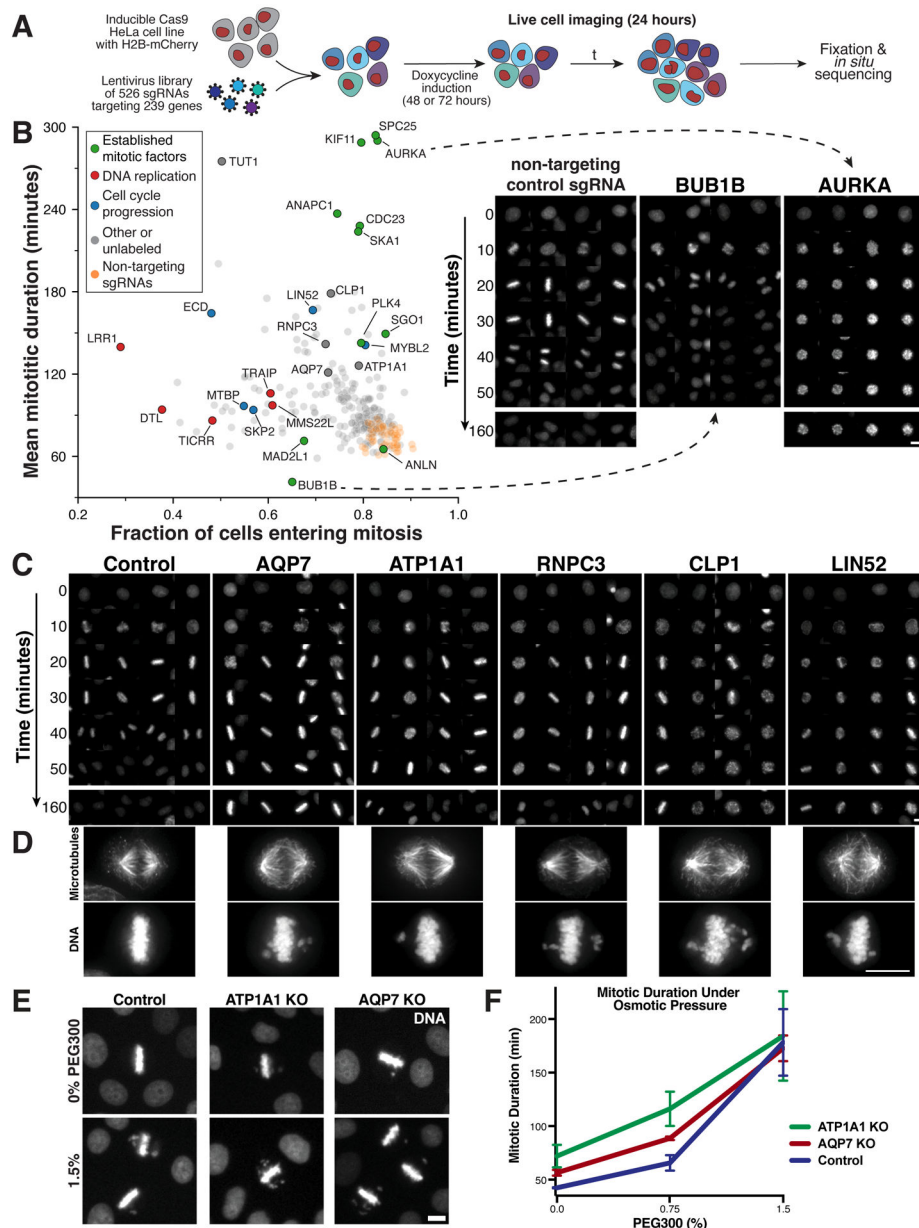 A
Inducible Cas9
HeLa cell line
with H2B-mCherry
Lentivirus library
of 526 sgRNAs
targeting 239 genes
Doxycycline
induction
(48 or 72 hours)
Live cell imaging (24 hours)
t
Fixation &
in situ
sequencing
B
Mean mitotitic duration (minutes)
300
240
180
120
60
0.2
0.4
0.6
0.8
1.0
Fraction of cells entering mitosis
Established
mitotic factors
DNA replication
Cell cycle
progression
Other or
unlabeled
Non-targeting
sgRNAs
TUT1
KIF11
SPC25
AURKA
ANAPC1
CDC23
SKA1
CLP1
LIN52
ECD
PLK4
SGO1
RNPC3
LRR1
MYBL2
AQP7
ATP1A1
TRAIP
MTBP
DTL
MMS22L
TICRR
SKP2
MAD2L1
ANLN
BUB1B
non-targeting
control sgRNA
BUB1B
AURKA
Time (minutes)
0
10
20
30
40
50
160
C
Control
AQP7
ATP1A1
RNPC3
CLP1
LIN52
Time (minutes)
0
10
20
30
40
50
160
D
Microtubules
DNA
E
Control
ATP1A1 KO
AQP7 KO
DNA
0% PEG300
1.5%
F
Mitotic Duration Under
Osmotic Pressure
Mitotic Duration (min)
200
150
100
50
0.0
0.75
1.5
PEG300 (%)
ATP1A1 KO
AQP7 KO
Control